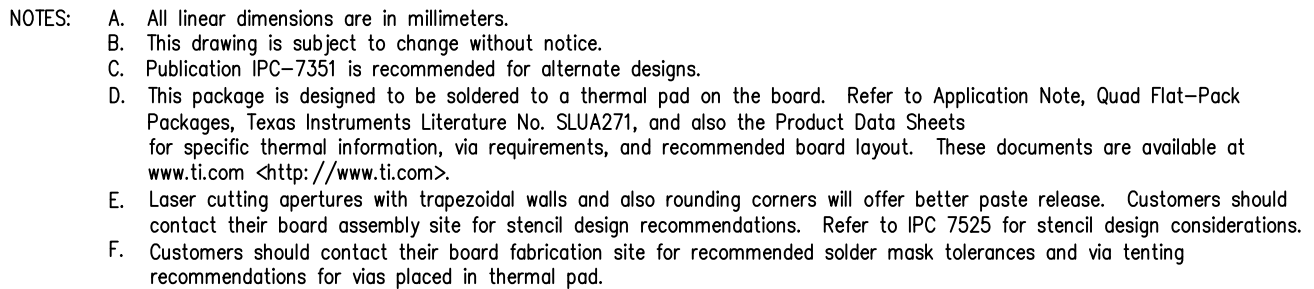 NOTES: A. All linear dimensions are in millimeters.
B. This drawing is subject to change without notice.
C. Publication IPC-7351 is recommended for alternate designs.
D. This package is designed to be soldered to a thermal pad on the board. Refer to Application Note, Quad Flat-Pack
Packages, Texas Instruments Literature No. SLUA271, and also the Product Data Sheets
for specific thermal information, via requirements, and recommended board layout. These documents are available at
www.ti.com <http://www.ti.com>.
E. Laser cutting apertures with trapezoidal walls and also rounding corners will offer better paste release. Customers should
contact their board assembly site for stencil design recommendations. Refer to IPC 7525 for stencil design considerations.
F. Customers should contact their board fabrication site for recommended solder mask tolerances and via tenting
recommendations for vias placed in thermal pad.